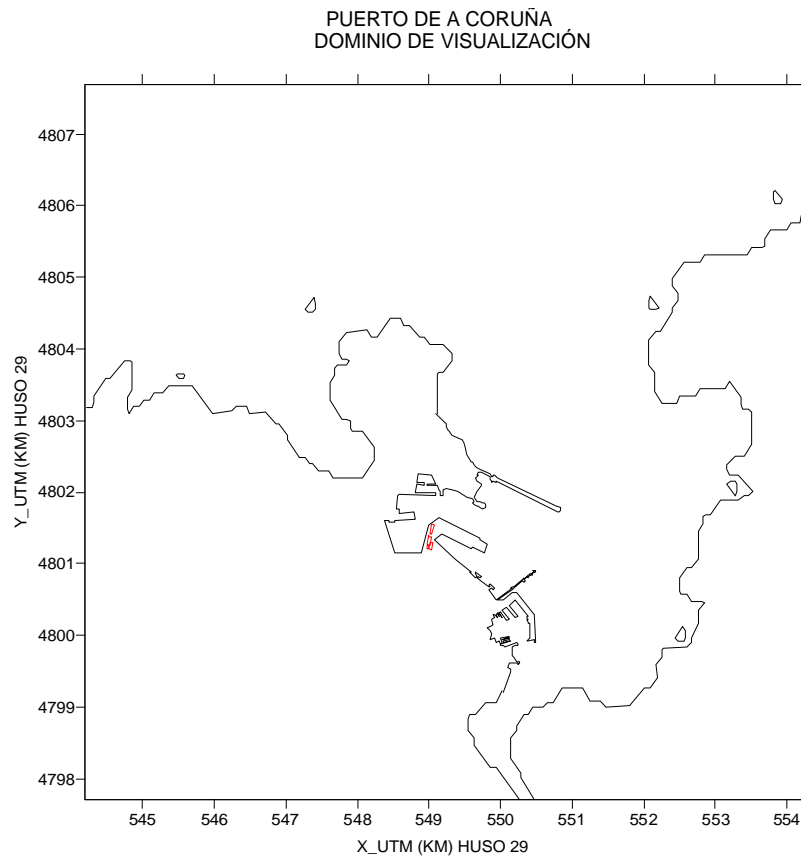 PUERTO DE A CORUÑA
DOMINIO DE VISUALIZACIÓN
4807
4806
4805
4804
4803
4802
4801
4800
4799
4798
Y_UTM (KM) HUSO 29
545 546 547 548 549 550 551 552 553 554
X_UTM (KM) HUSO 29